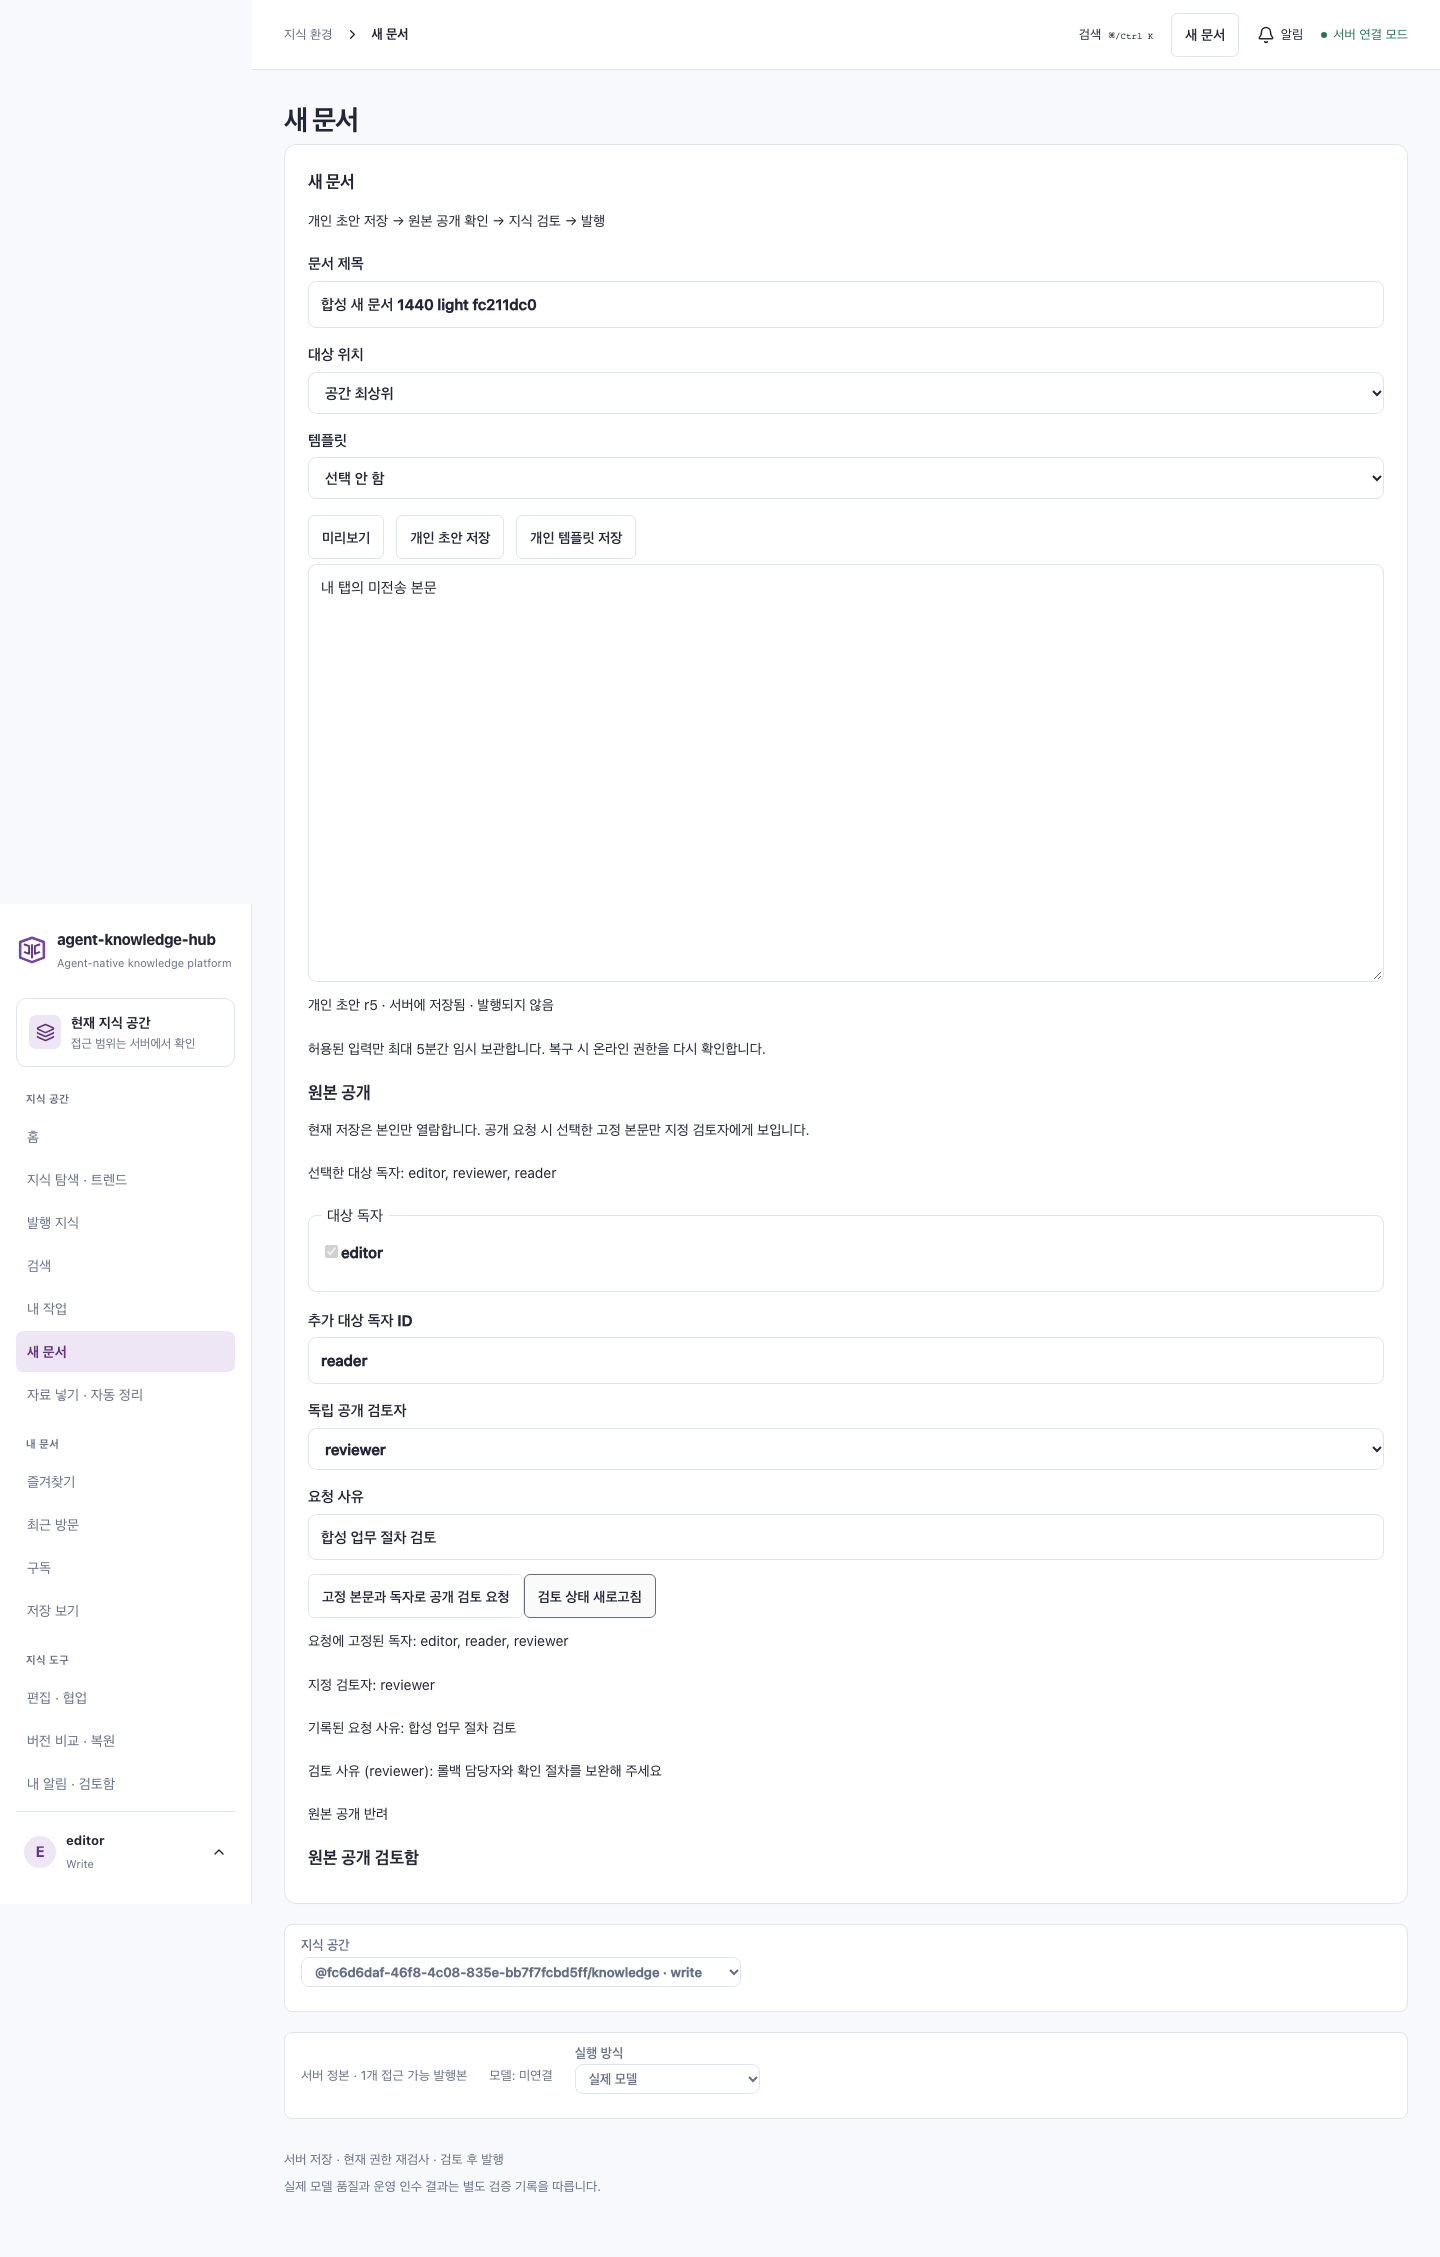 지식 환경 > 새 문서
검색 ⌘/Ctrl K
새 문서
알림
서버 연결 모드
새 문서
새 문서
개인 초안 저장 → 원본 공개 확인 → 지식 검토 → 발행
문서 제목
합성 새 문서 1440 light fc211dc0
대상 위치
공간 최상위
템플릿
선택 안 함
미리보기
개인 초안 저장
개인 템플릿 저장
내 탭의 미전송 본문
개인 초안 r5 · 서버에 저장됨 · 발행되지 않음
허용된 입력만 최대 5분간 임시 보관합니다. 복구 시 온라인 권한을 다시 확인합니다.
원본 공개
현재 저장은 본인만 열람합니다. 공개 요청 시 선택한 고정 본문만 지정 검토자에게 보입니다.
선택한 대상 독자: editor, reviewer, reader
대상 독자
editor
추가 대상 독자 ID
reader
독립 공개 검토자
reviewer
요청 사유
합성 업무 절차 검토
고정 본문과 독자로 공개 검토 요청
검토 상태 새로고침
요청에 고정된 독자: editor, reader, reviewer
지정 검토자: reviewer
기록된 요청 사유: 합성 업무 절차 검토
검토 사유 (reviewer): 롤백 담당자와 확인 절차를 보완해 주세요
원본 공개 반려
원본 공개 검토함
agent-knowledge-hub
Agent-native knowledge platform
현재 지식 공간
접근 범위는 서버에서 확인
지식 공간
홈
지식 탐색 · 트렌드
발행 지식
검색
내 작업
새 문서
자료 넣기 · 자동 정리
내 문서
즐겨찾기
최근 방문
구독
저장 보기
지식 도구
편집 · 협업
버전 비교 · 복원
내 알림 · 검토함
E
editor
Write
지식 공간
@fc6d6daf-46f8-4c08-835e-bb7f7fcbd5ff/knowledge · write
서버 정본 · 1개 접근 가능 발행본
모델: 미연결
실행 방식
실제 모델
서버 저장 · 현재 권한 재검사 · 검토 후 발행
실제 모델 품질과 운영 인수 결과는 별도 검증 기록을 따릅니다.